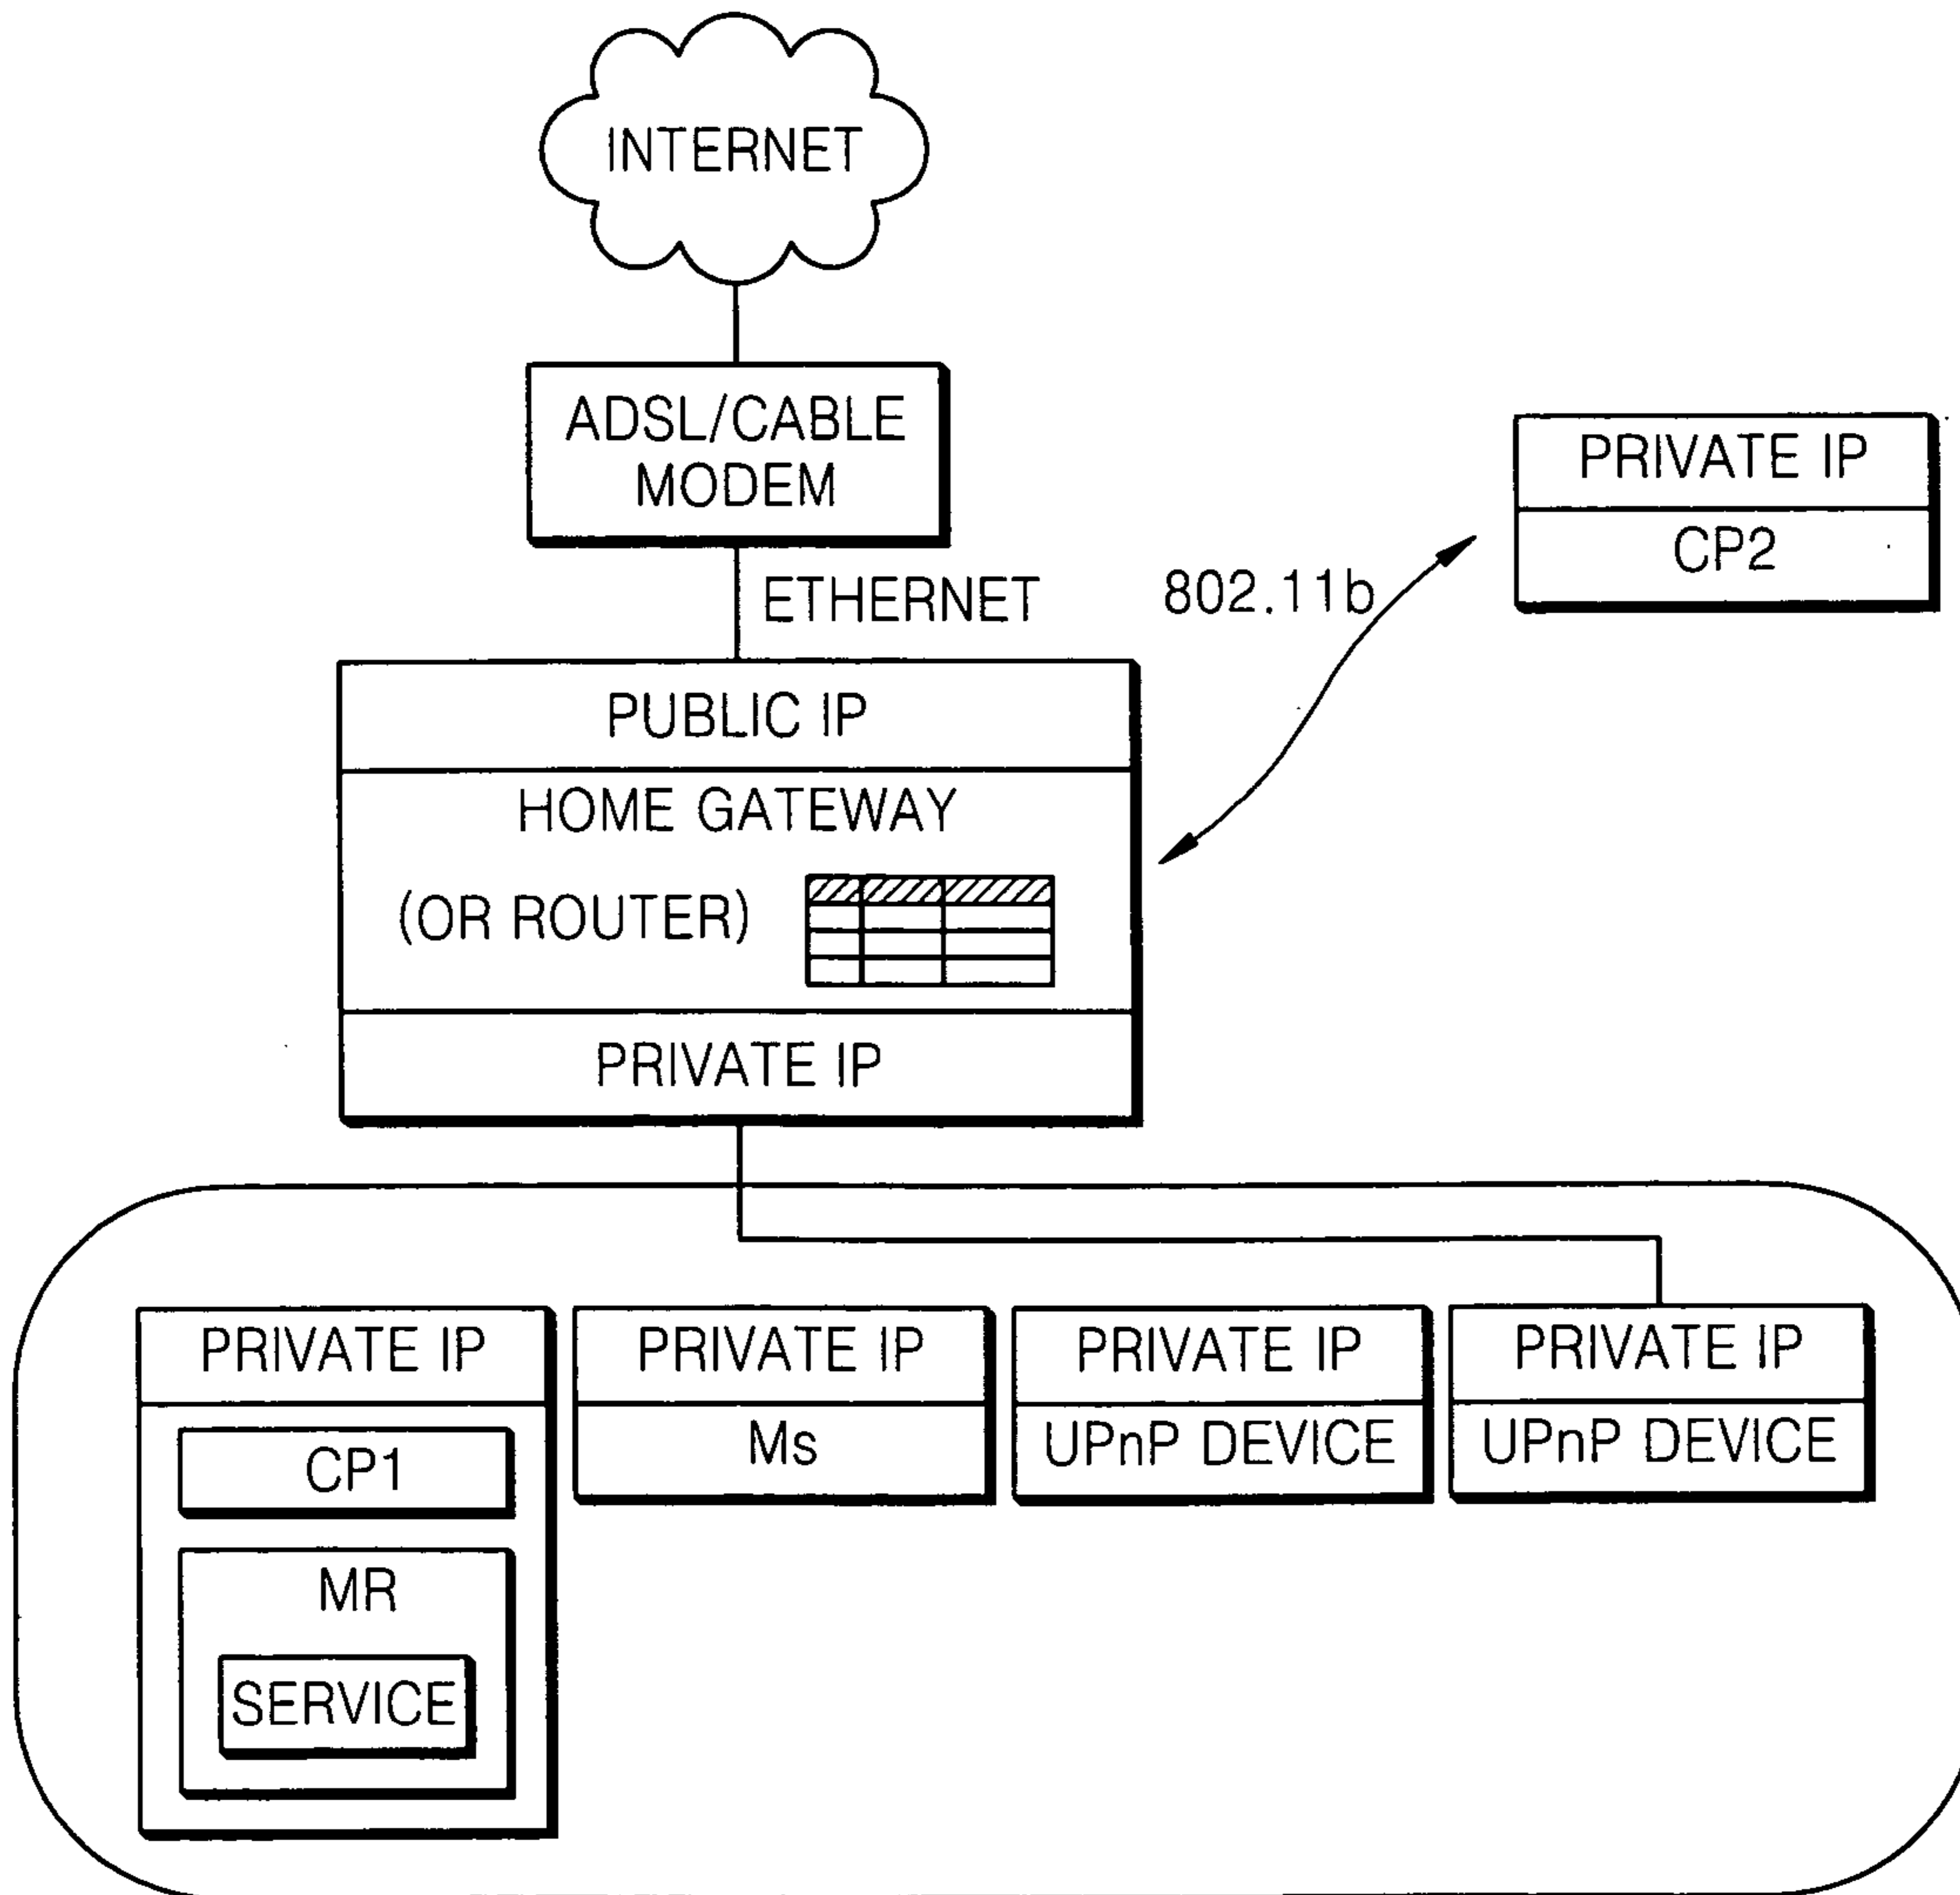 INTERNET
ADSL/CABLE
MODEM
PRIVATE IP
CP2
802.11b
ETHERNET
PUBLIC IP
HOME GATEWAY
(OR ROUTER)
PRIVATE IP
PRIVATE IP
CP1
MR
SERVICE
PRIVATE IP
Ms
PRIVATE IP
UPnP DEVICE
PRIVATE IP
UPnP DEVICE